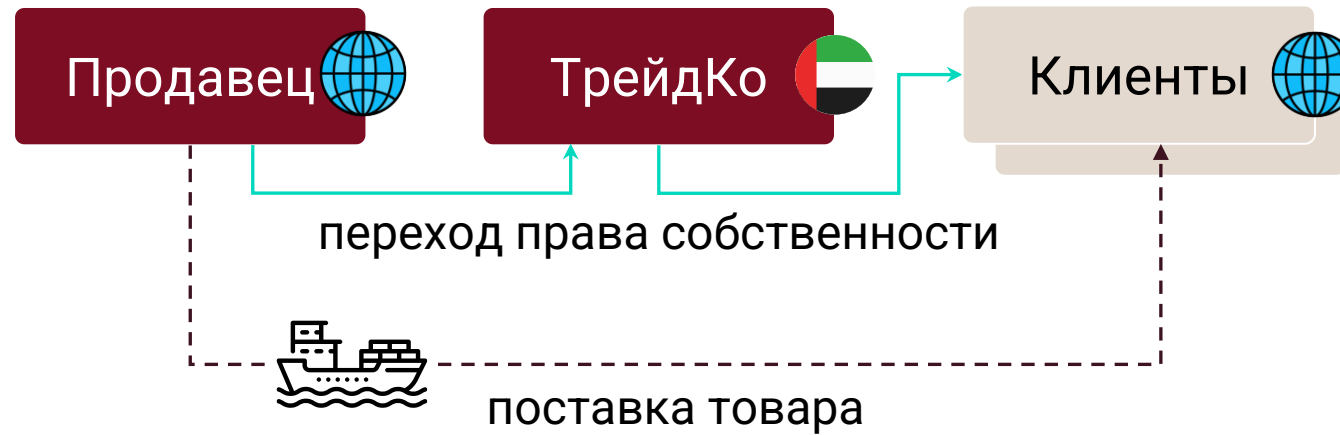 Продавец
ТрейдКо
Клиенты
переход права собственности
поставка товара